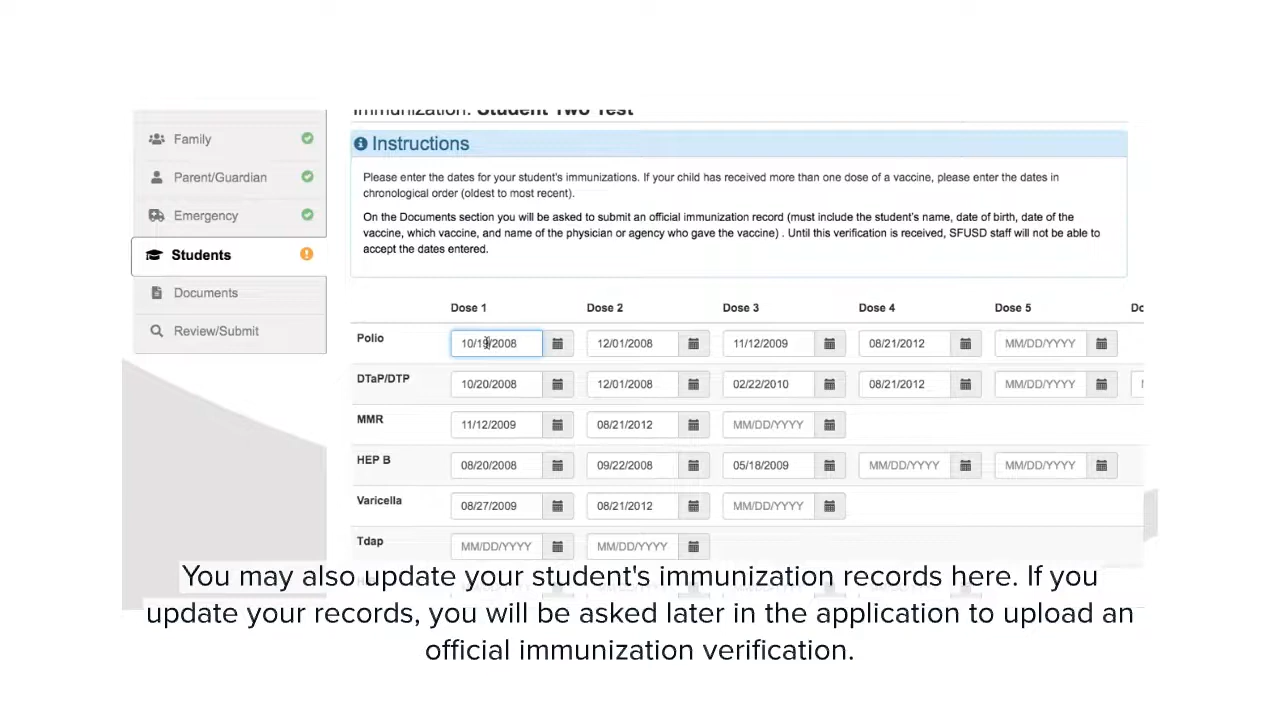 Immunization: Student Two Test
Family
Parent/Guardian
Emergency
Students
Documents
Review/Submit
Instructions
Please enter the dates for your student's immunizations. If your child has received more than one dose of a vaccine, please enter the dates in
chronological order (oldest to most recent).
On the Documents section you will be asked to submit an official immunization record (must include the student's name, date of birth, date of the
vaccine, which vaccine, and name of the physician or agency who gave the vaccine) . Until this verification is received, SFUSD staff will not be able to
accept the dates entered.
Dose 1 Dose 2 Dose 3 Dose 4 Dose 5
Polio 10/19/2008 12/01/2008 11/12/2009 08/21/2012 MM/DD/YYYY
DTaP/DTP 10/20/2008 12/01/2008 02/22/2010 08/21/2012 MM/DD/YYYY
MMR 11/12/2009 08/21/2012 MM/DD/YYYY
HEP B 08/20/2008 09/22/2008 05/18/2009 MM/DD/YYYY MM/DD/YYYY
Varicella 08/27/2009 08/21/2012 MM/DD/YYYY
Tdap MM/DD/YYYY MM/DD/YYYY
You may also update your student's immunization records here. If you
update your records, you will be asked later in the application to upload an
official immunization verification.